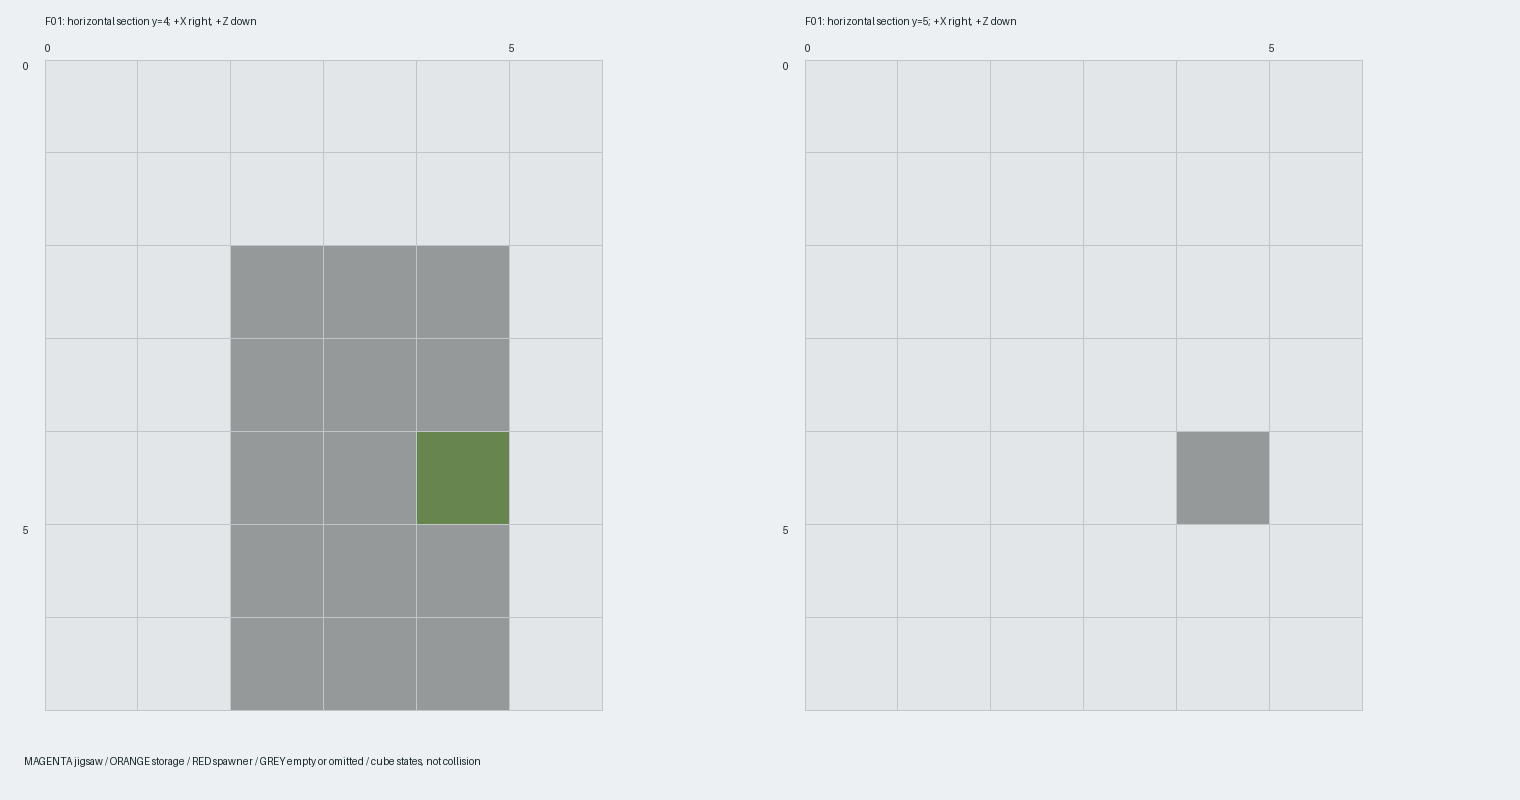 F01: horizontal section y=4; +X right, +Z down
0 5
0
5
F01: horizontal section y=5; +X right, +Z down
0 5
0
5
MAGENTA jigsaw / ORANGE storage / RED spawner / GREY empty or omitted / cube states, not collision